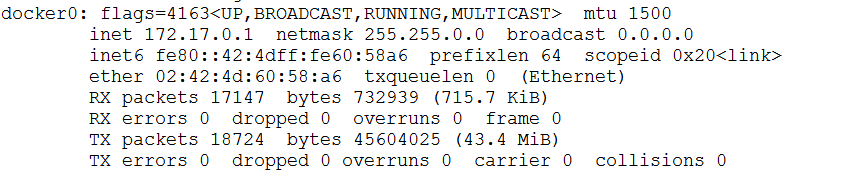 docker0: flags=4163<UP,BROADCAST,RUNNING,MULTICAST>  mtu 1500
inet 172.17.0.1  netmask 255.255.0.0  broadcast 0.0.0.0
inet6 fe80::42:4dff:fe60:58a6  prefixlen 64  scopeid 0x20<link>
ether 02:42:4d:60:58:a6  txqueuelen 0  (Ethernet)
RX packets 17147  bytes 732939 (715.7 KiB)
RX errors 0  dropped 0  overruns 0  frame 0
TX packets 18724  bytes 45604025 (43.4 MiB)
TX errors 0  dropped 0 overruns 0  carrier 0  collisions 0